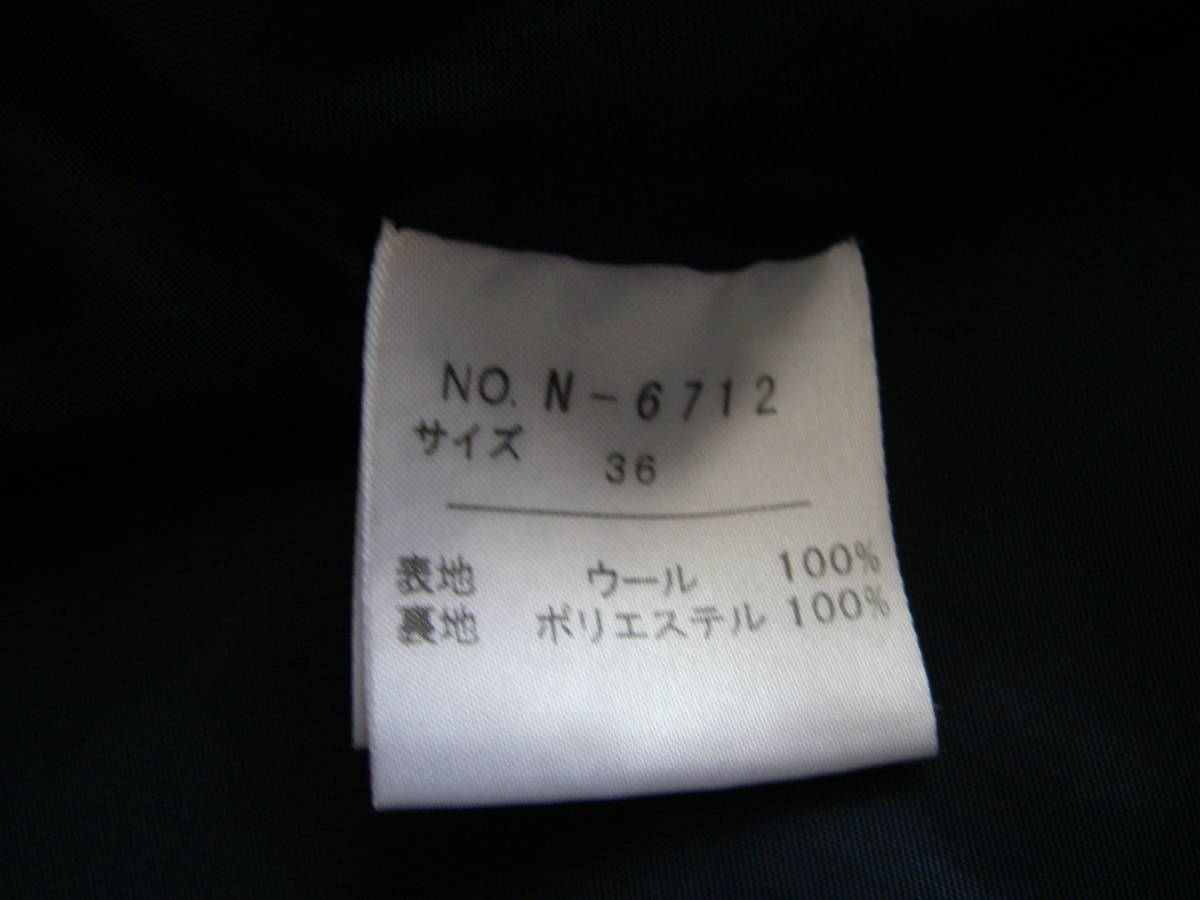 NO. N-6712
サイズ 36
表地 ウール 100%
裏地 ポリエステル 100%